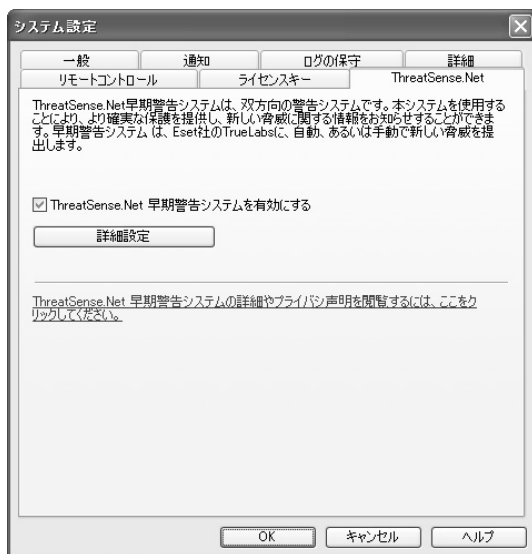 システム設定
一般 通知 ログの保守 詳細
リモートコントロール ライセンスキー ThreatSense.Net
ThreatSense.Net早期警告システムは、双方向の警告システムです。本システムを使用する
ことにより、より確実な保護を提供し、新しい脅威に関する情報をお知らせすることができま
す。早期警告システム は、Eset社のTrueLabsに、自動、あるいは手動で新しい脅威を提
出します。
ThreatSense.Net 早期警告システムを有効にする
詳細設定
ThreatSense.Net 早期警告システムの詳細やプライバシ声明を閲覧するには、ここをク
リックしてください。
OK キャンセル ヘルプ